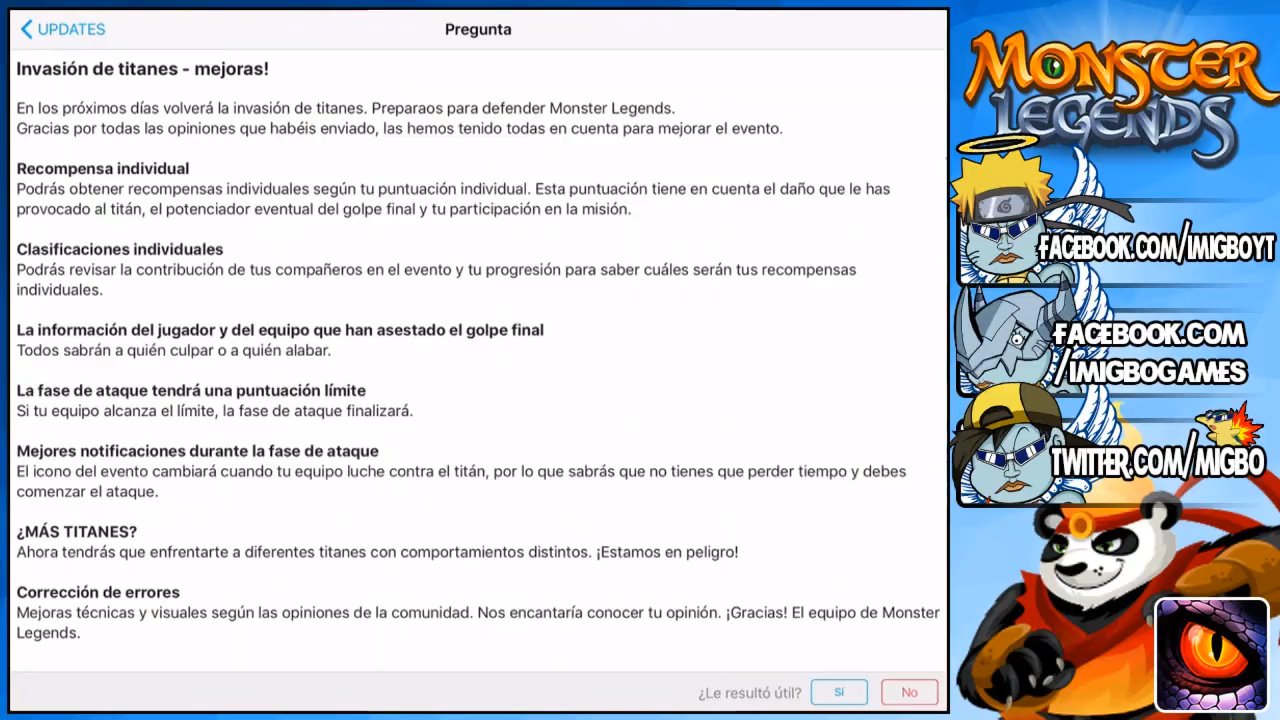 UPDATES
Pregunta
Invasión de titanes - mejoras!
En los próximos días volverá la invasión de titanes. Preparaos para defender Monster Legends.
Gracias por todas las opiniones que habéis enviado, las hemos tenido todas en cuenta para mejorar el evento.
Recompensa individual
Podrás obtener recompensas individuales según tu puntuación individual. Esta puntuación tiene en cuenta el daño que le has
provocado al titán, el potenciador eventual del golpe final y tu participación en la misión.
Clasificaciones individuales
Podrás revisar la contribución de tus compañeros en el evento y tu progresión para saber cuáles serán tus recompensas
individuales.
La información del jugador y del equipo que han asestado el golpe final
Todos sabrán a quién culpar o a quién alabar.
La fase de ataque tendrá una puntuación límite
Si tu equipo alcanza el límite, la fase de ataque finalizará.
Mejores notificaciones durante la fase de ataque
El icono del evento cambiará cuando tu equipo luche contra el titán, por lo que sabrás que no tienes que perder tiempo y debes
comenzar el ataque.
¿MÁS TITANES?
Ahora tendrás que enfrentarte a diferentes titanes con comportamientos distintos. ¡Estamos en peligro!
Corrección de errores
Mejoras técnicas y visuales según las opiniones de la comunidad. Nos encantaría conocer tu opinión. ¡Gracias! El equipo de Monster
Legends.
¿Le resultó útil?
Sí
No
MONSTER
LEGENDS
FACEBOOK.COM/IMIGBOYT
FACEBOOK.COM
/IMIGBOGAMES
TWITTER.COM/MIGBO